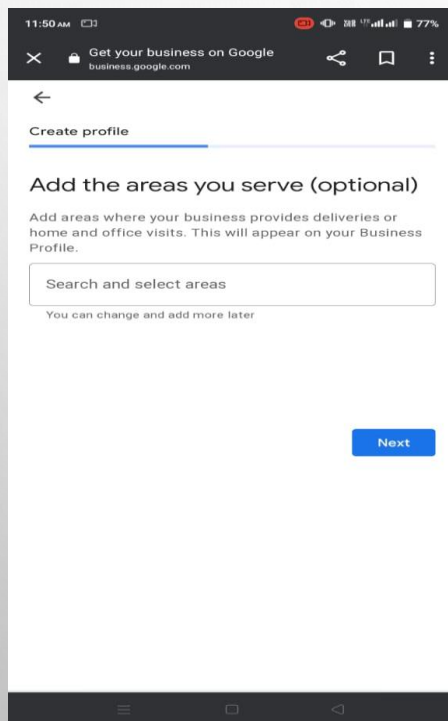 11:50 AM 77%
Get your business on Google
business.google.com
Create profile
Add the areas you serve (optional)
Add areas where your business provides deliveries or
home and office visits. This will appear on your Business
Profile.
Search and select areas
You can change and add more later
Next